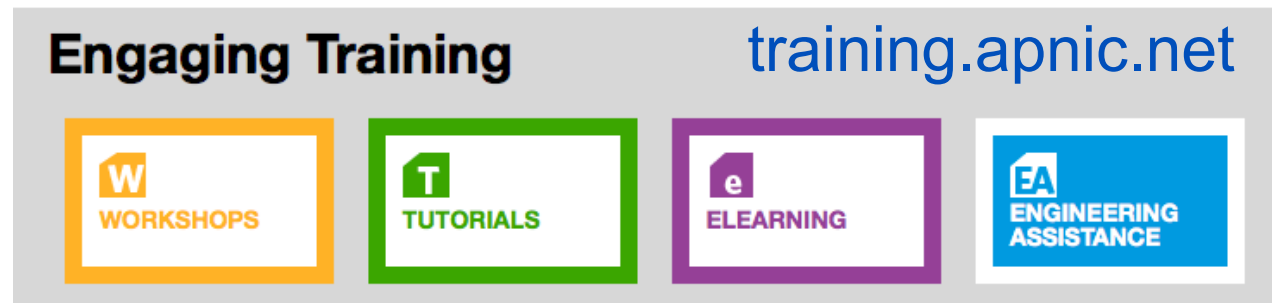 Engaging Training
training.apnic.net
W
WORKSHOPS
T
TUTORIALS
e
ELEARNING
EA
ENGINEERING
ASSISTANCE